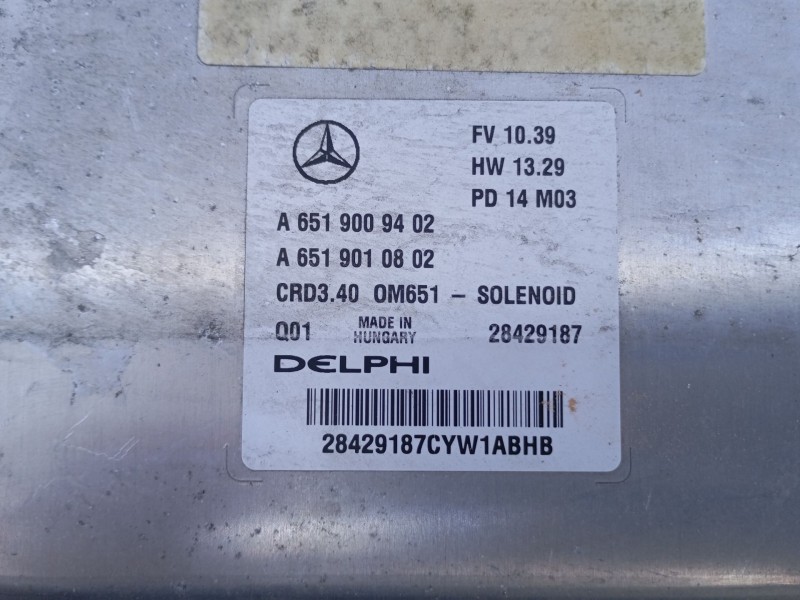 FV 10.39
HW 13.29
PD 14 M03
A 651 900 94 02
A 651 901 08 02
CRD3.40 OM651 - SOLENOID
Q01 MADE IN HUNGARY 28429187
DELPHI
28429187CYW1ABHB